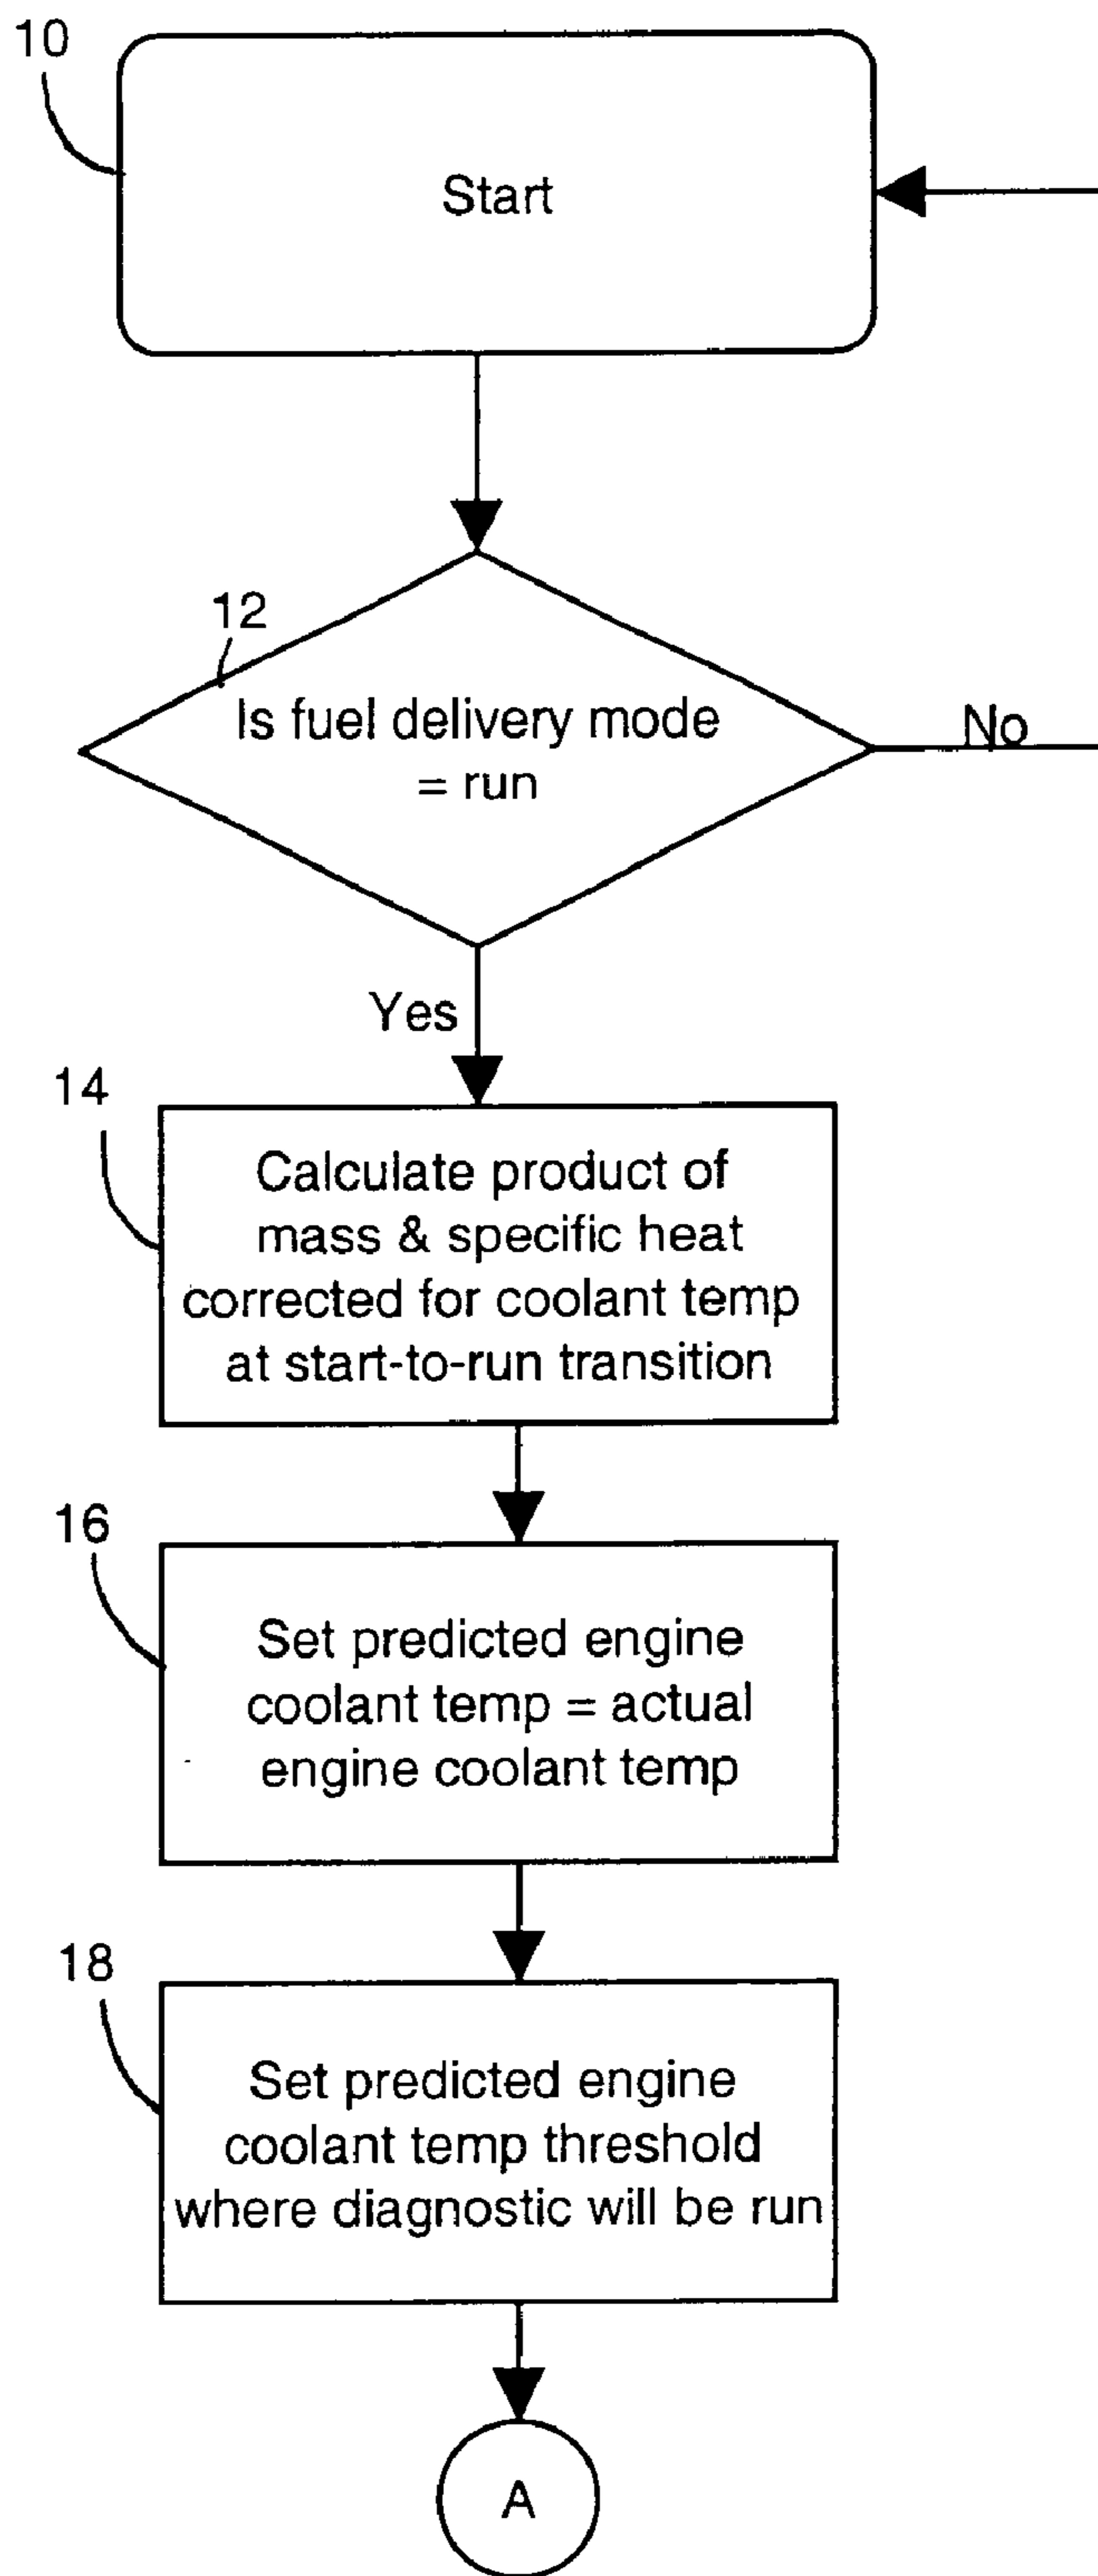 10
Start
12
Is fuel delivery mode
= run
No
Yes
14
Calculate product of
mass & specific heat
corrected for coolant temp
at start-to-run transition
16
Set predicted engine
coolant temp = actual
engine coolant temp
18
Set predicted engine
coolant temp threshold
where diagnostic will be run
A